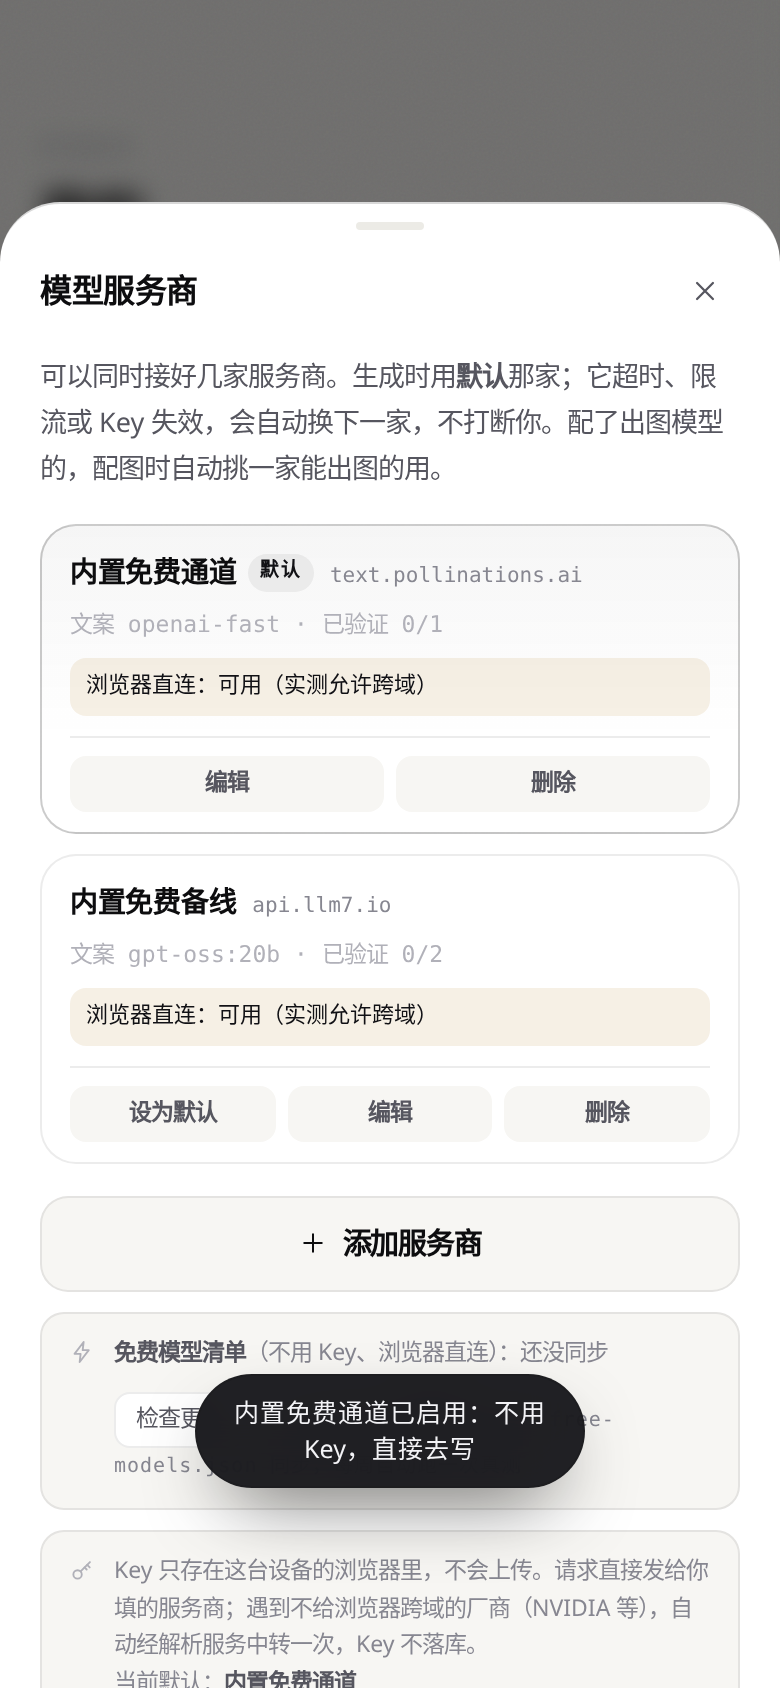 模型服务商
可以同时接好几家服务商。生成时用默认那家；它超时、限
流或 Key 失效，会自动换下一家，不打断你。配了出图模型
的，配图时自动挑一家能出图的用。
内置免费通道 默认 text.pollinations.ai
文案 openai-fast · 已验证 0/1
浏览器直连：可用（实测允许跨域）
编辑 删除
内置免费备线 api.llm7.io
文案 gpt-oss:20b · 已验证 0/2
浏览器直连：可用（实测允许跨域）
设为默认 编辑 删除
＋ 添加服务商
免费模型清单（不用 Key、浏览器直连）：还没同步
检查更
models.
内置免费通道已启用：不用
Key，直接去写
Key 只存在这台设备的浏览器里，不会上传。请求直接发给你
填的服务商；遇到不给浏览器跨域的厂商（NVIDIA 等），自
动经解析服务中转一次，Key 不落库。
当前默认：内置免费通道